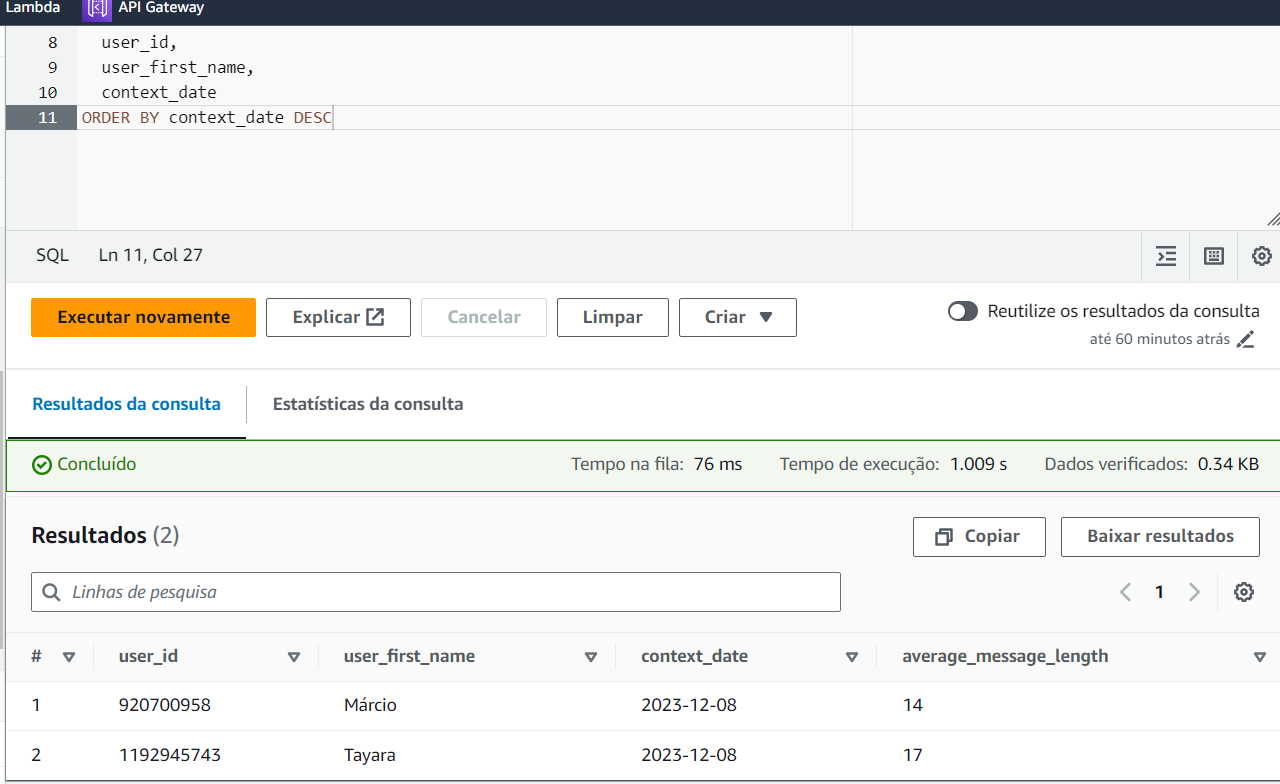 Lambda API Gateway
8 user_id,
9 user_first_name,
10 context_date
11 ORDER BY context_date DESC
SQL Ln 11, Col 27
Executar novamente Explicar Cancelar Limpar Criar Reutilize os resultados da consulta
até 60 minutos atrás
Resultados da consulta Estatísticas da consulta
Concluído Tempo na fila: 76 ms Tempo de execução: 1.009 s Dados verificados: 0.34 KB
Resultados (2) Copiar Baixar resultados
Linhas de pesquisa 1
# user_id user_first_name context_date average_message_length
1 920700958 Márcio 2023-12-08 14
2 1192945743 Tayara 2023-12-08 17